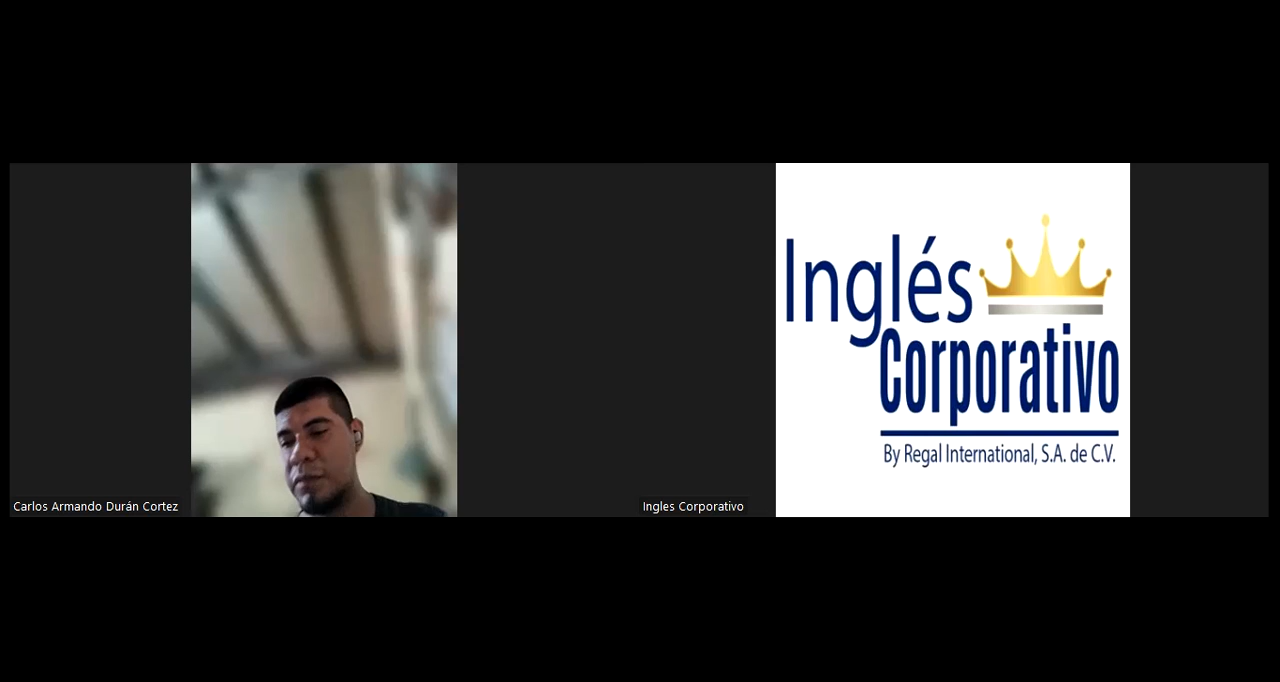 Inglés
Corporativo
By Regal International, S.A. de C.V.
Carlos Armando Durán Cortez
Ingles Corporativo